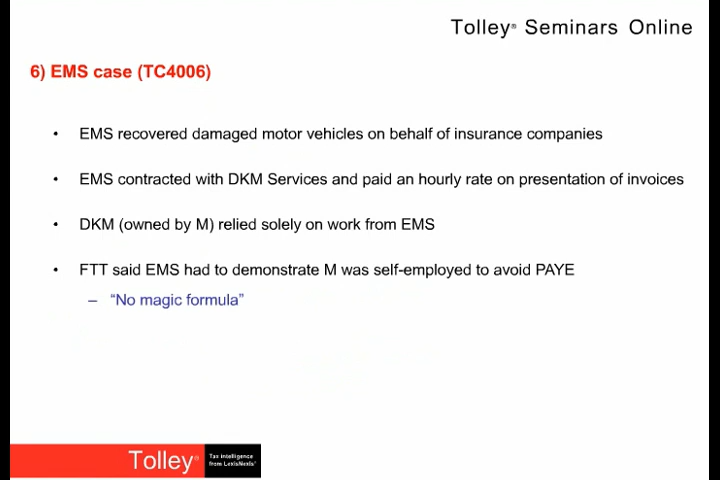 Tolley® Seminars Online
6) EMS case (TC4006)
• EMS recovered damaged motor vehicles on behalf of insurance companies
• EMS contracted with DKM Services and paid an hourly rate on presentation of invoices
• DKM (owned by M) relied solely on work from EMS
• FTT said EMS had to demonstrate M was self-employed to avoid PAYE
– “No magic formula”
Tolley®
Tax intelligence
from LexisNexis®